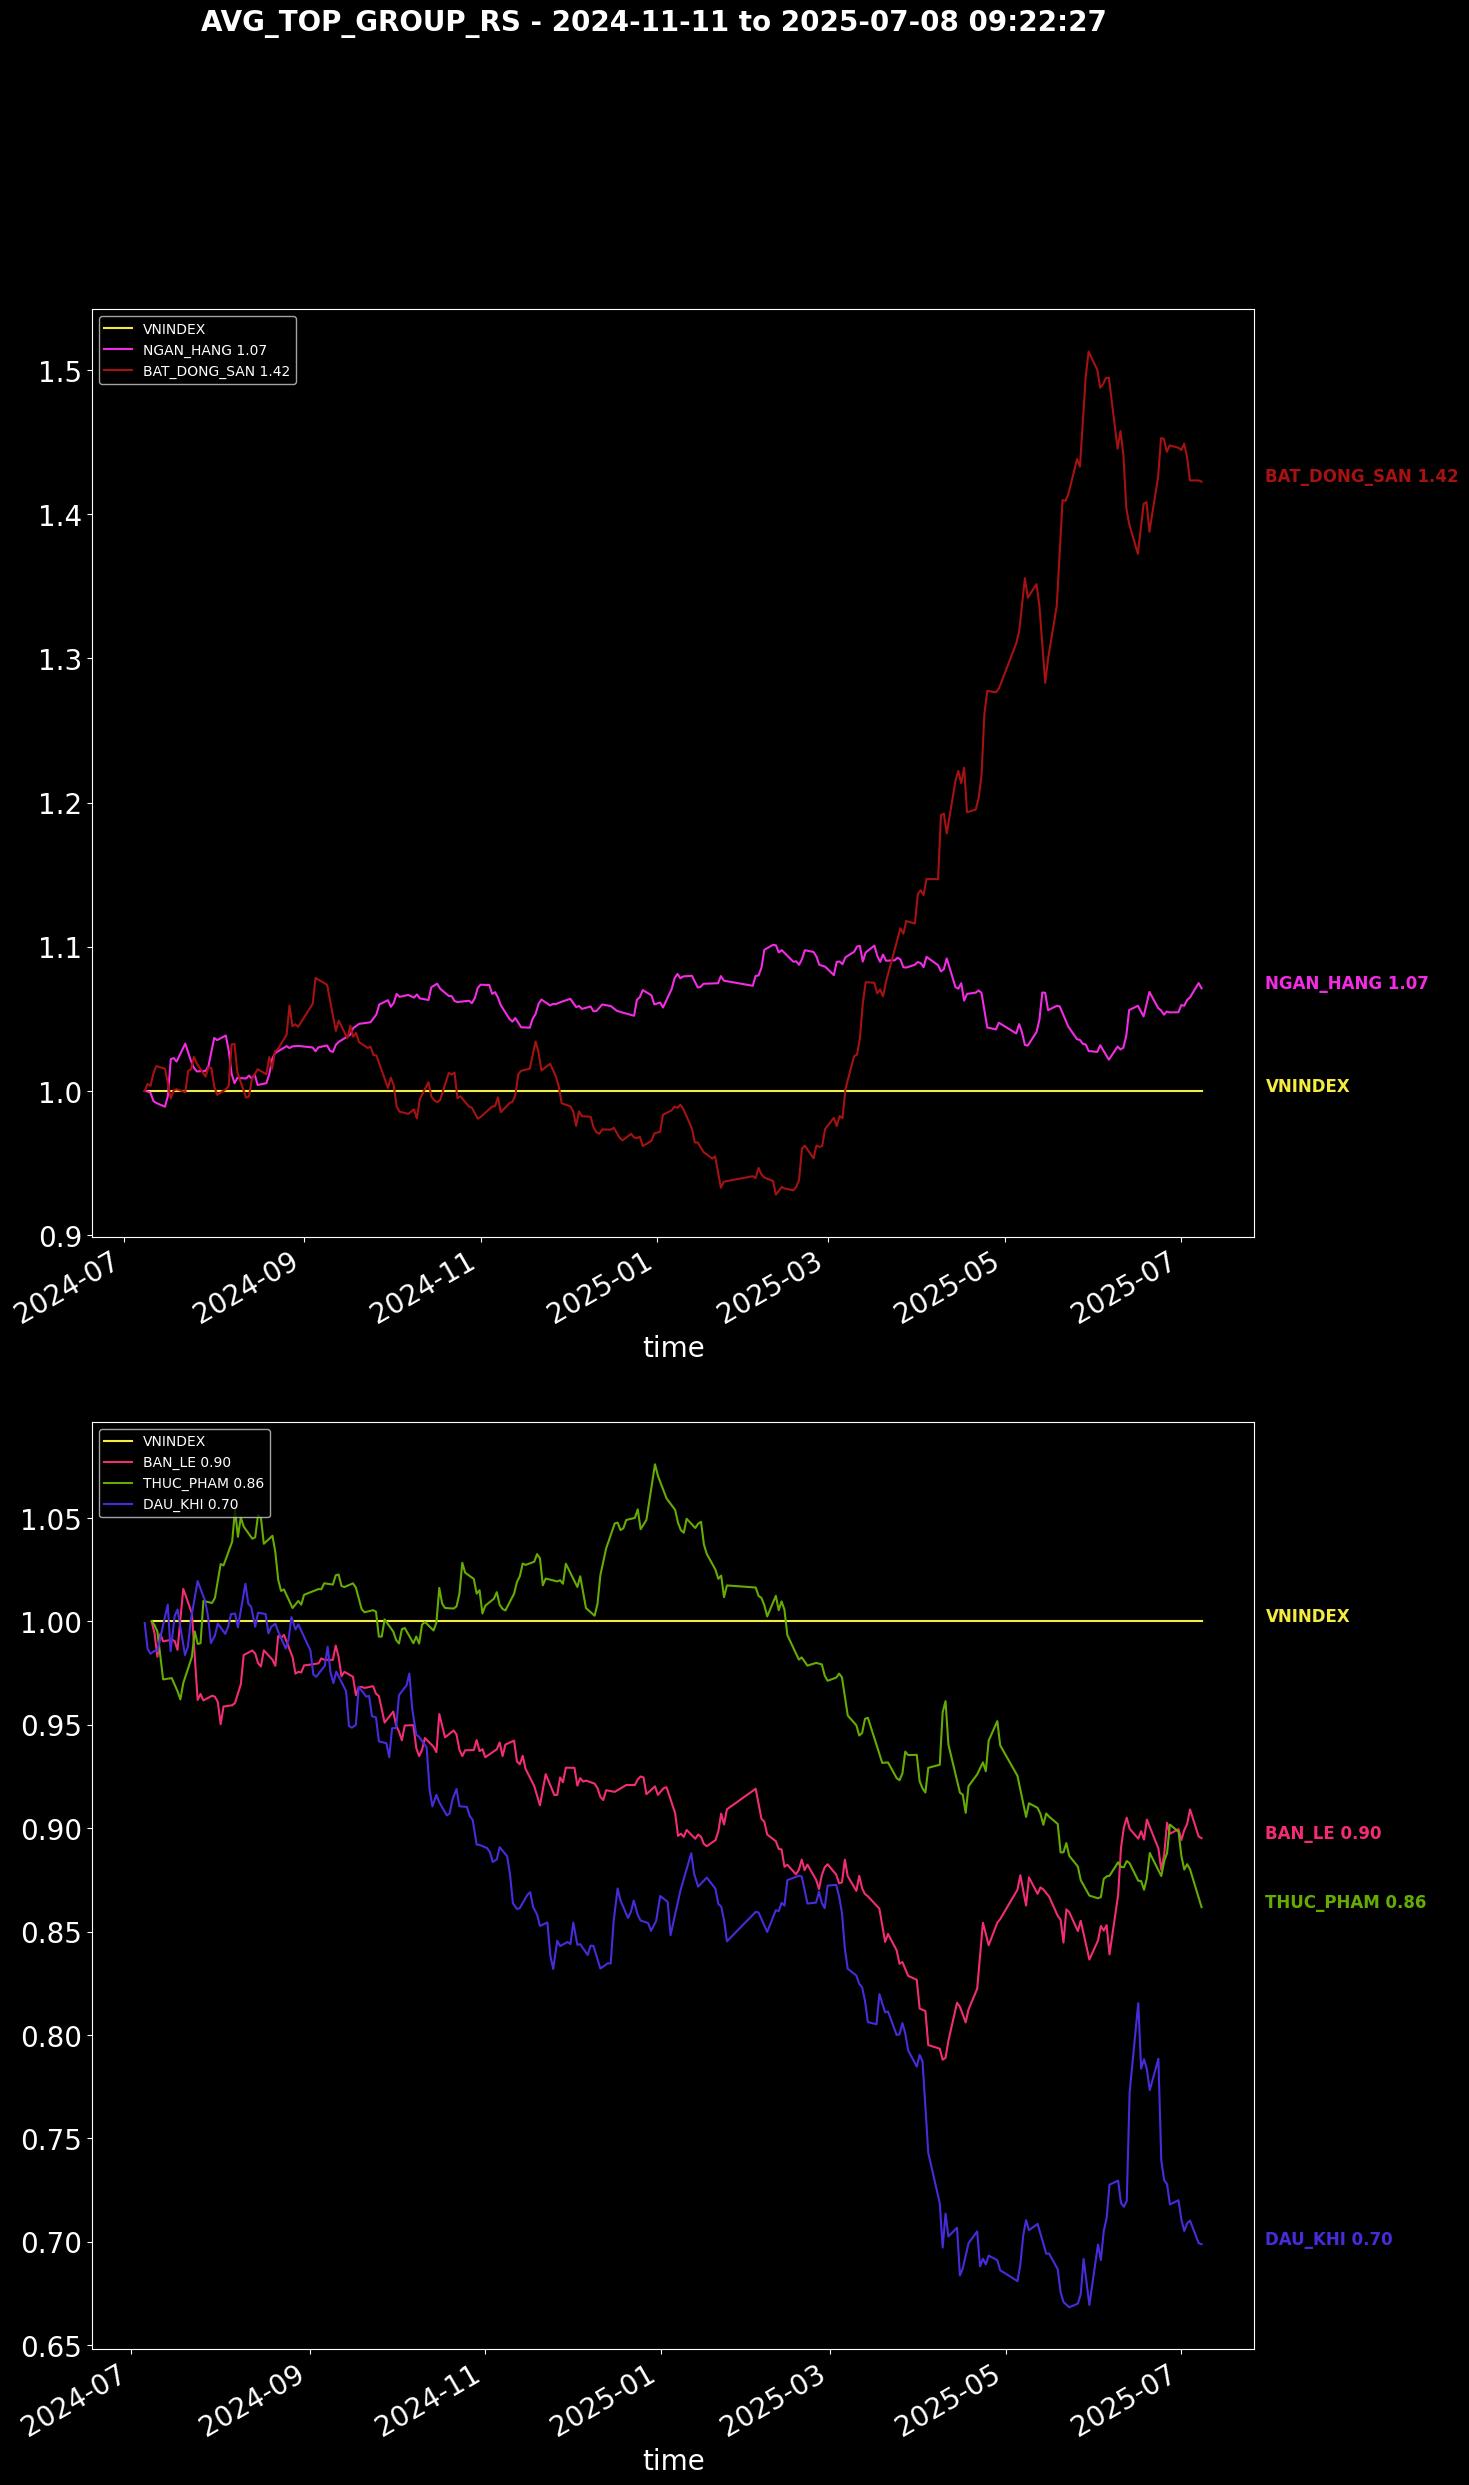 AVG_TOP_GROUP_RS - 2024-11-11 to 2025-07-08 09:22:27
VNINDEX
NGAN_HANG 1.07
BAT_DONG_SAN 1.42
1.5
1.4
1.3
1.2
1.1
1.0
0.9
BAT_DONG_SAN 1.42
NGAN_HANG 1.07
VNINDEX
2024-07
2024-09
2024-11
2025-01
2025-03
2025-05
2025-07
time
VNINDEX
BAN_LE 0.90
THUC_PHAM 0.86
DAU_KHI 0.70
1.05
1.00
0.95
0.90
0.85
0.80
0.75
0.70
0.65
VNINDEX
BAN_LE 0.90
THUC_PHAM 0.86
DAU_KHI 0.70
2024-07
2024-09
2024-11
2025-01
2025-03
2025-05
2025-07
time